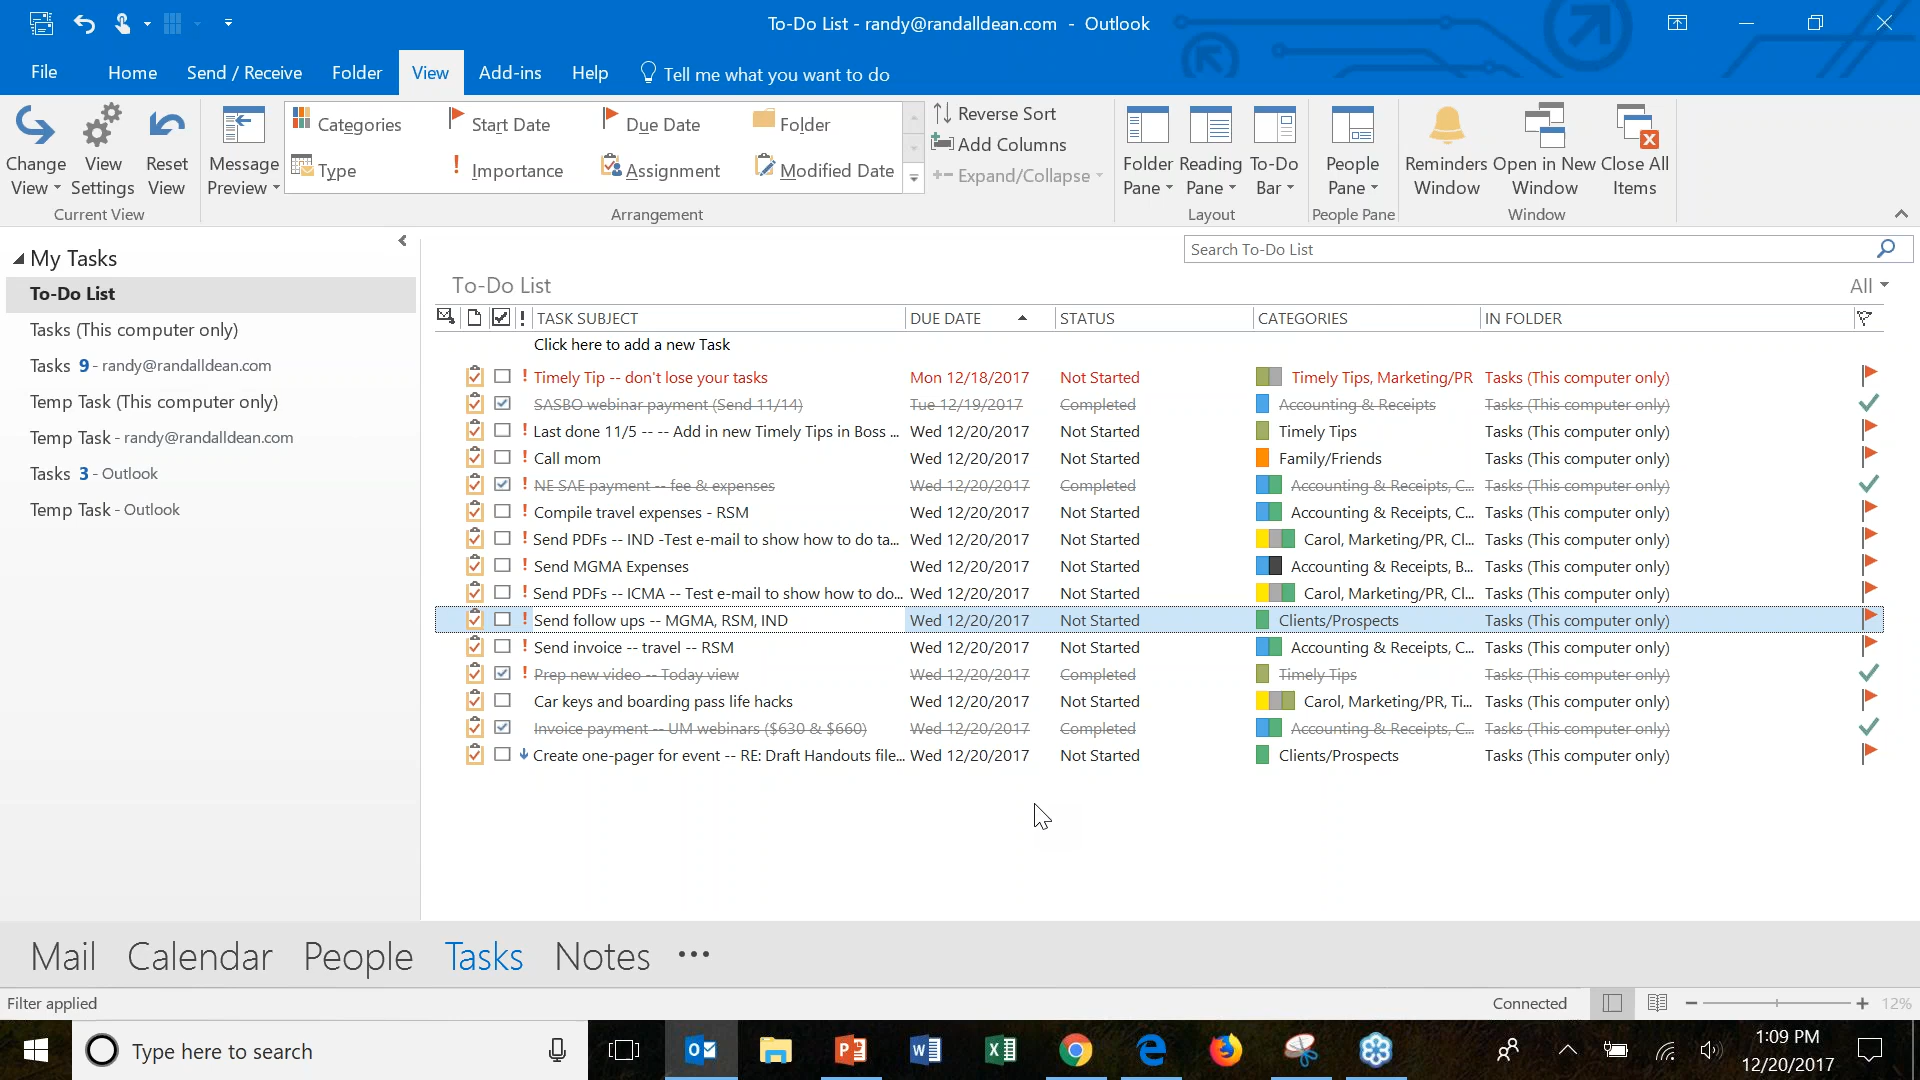 To-Do List - randy@randalldean.com - Outlook
File Home Send / Receive Folder View Add-ins Help Tell me what you want to do
Change View View Settings Reset View
Current View
Message Preview
Categories Start Date Due Date Folder
Type Importance Assignment Modified Date
Arrangement
Reverse Sort
Add Columns
Expand/Collapse
Folder Pane Reading Pane To-Do Bar
Layout
People Pane
People Pane
Reminders Window Open in New Window Close All Items
Window
My Tasks
To-Do List
Tasks (This computer only)
Tasks 9 - randy@randalldean.com
Temp Task (This computer only)
Temp Task - randy@randalldean.com
Tasks 3 - Outlook
Temp Task - Outlook
Search To-Do List
To-Do List All
! TASK SUBJECT DUE DATE STATUS CATEGORIES IN FOLDER
Click here to add a new Task
! Timely Tip -- don't lose your tasks Mon 12/18/2017 Not Started Timely Tips, Marketing/PR Tasks (This computer only)
SASBO webinar payment (Send 11/14) Tue 12/19/2017 Completed Accounting & Receipts Tasks (This computer only)
! Last done 11/5 -- -- Add in new Timely Tips in Boss ... Wed 12/20/2017 Not Started Timely Tips Tasks (This computer only)
! Call mom Wed 12/20/2017 Not Started Family/Friends Tasks (This computer only)
! NE SAE payment -- fee & expenses Wed 12/20/2017 Completed Accounting & Receipts, C... Tasks (This computer only)
! Compile travel expenses - RSM Wed 12/20/2017 Not Started Accounting & Receipts, C... Tasks (This computer only)
! Send PDFs -- IND -Test e-mail to show how to do ta... Wed 12/20/2017 Not Started Carol, Marketing/PR, Cl... Tasks (This computer only)
! Send MGMA Expenses Wed 12/20/2017 Not Started Accounting & Receipts, B... Tasks (This computer only)
! Send PDFs -- ICMA -- Test e-mail to show how to do... Wed 12/20/2017 Not Started Carol, Marketing/PR, Cl... Tasks (This computer only)
! Send follow ups -- MGMA, RSM, IND Wed 12/20/2017 Not Started Clients/Prospects Tasks (This computer only)
! Send invoice -- travel -- RSM Wed 12/20/2017 Not Started Accounting & Receipts, C... Tasks (This computer only)
! Prep new video -- Today view Wed 12/20/2017 Completed Timely Tips Tasks (This computer only)
Car keys and boarding pass life hacks Wed 12/20/2017 Not Started Carol, Marketing/PR, Ti... Tasks (This computer only)
Invoice payment -- UM webinars ($630 & $660) Wed 12/20/2017 Completed Accounting & Receipts, C... Tasks (This computer only)
Create one-pager for event -- RE: Draft Handouts file... Wed 12/20/2017 Not Started Clients/Prospects Tasks (This computer only)
Mail Calendar People Tasks Notes •••
Filter applied Connected 12%
Type here to search
1:09 PM
12/20/2017